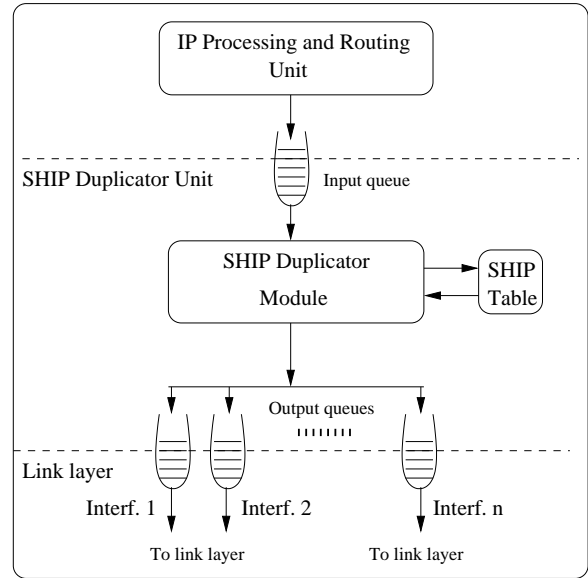 IP Processing and Routing
Unit
SHIP Duplicator Unit
Input queue
SHIP Duplicator
Module
SHIP
Table
Output queues
Link layer
Interf. 1
Interf. 2
Interf. n
To link layer
To link layer